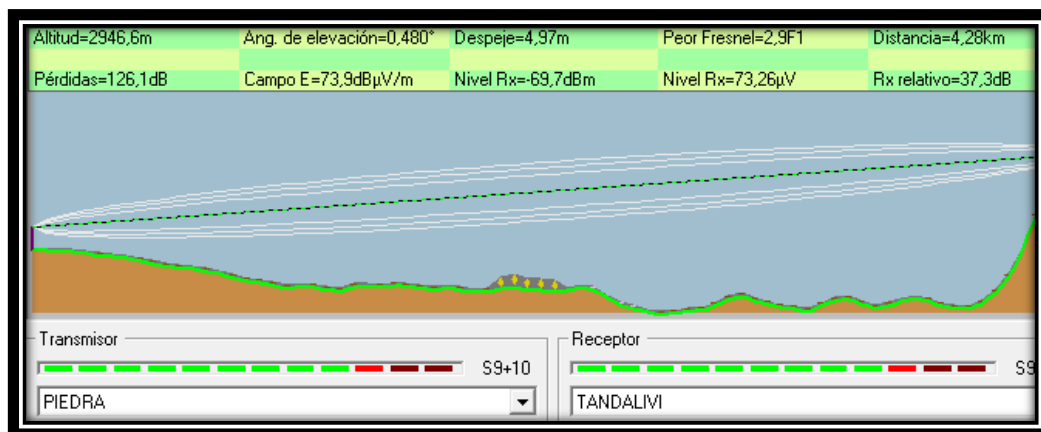 Altitud=2946,6m Ang. de elevación=0,480° Despeje=4,97m Peor Fresnel=2,9F1 Distancia=4,28km
Pérdidas=126,1dB Campo E=73,9dBµV/m Nivel Rx=-69,7dBm Nivel Rx=73,26µV Rx relativo=37,3dB
Transmisor Receptor
S9+10 S9
PIEDRA TANDALIVI